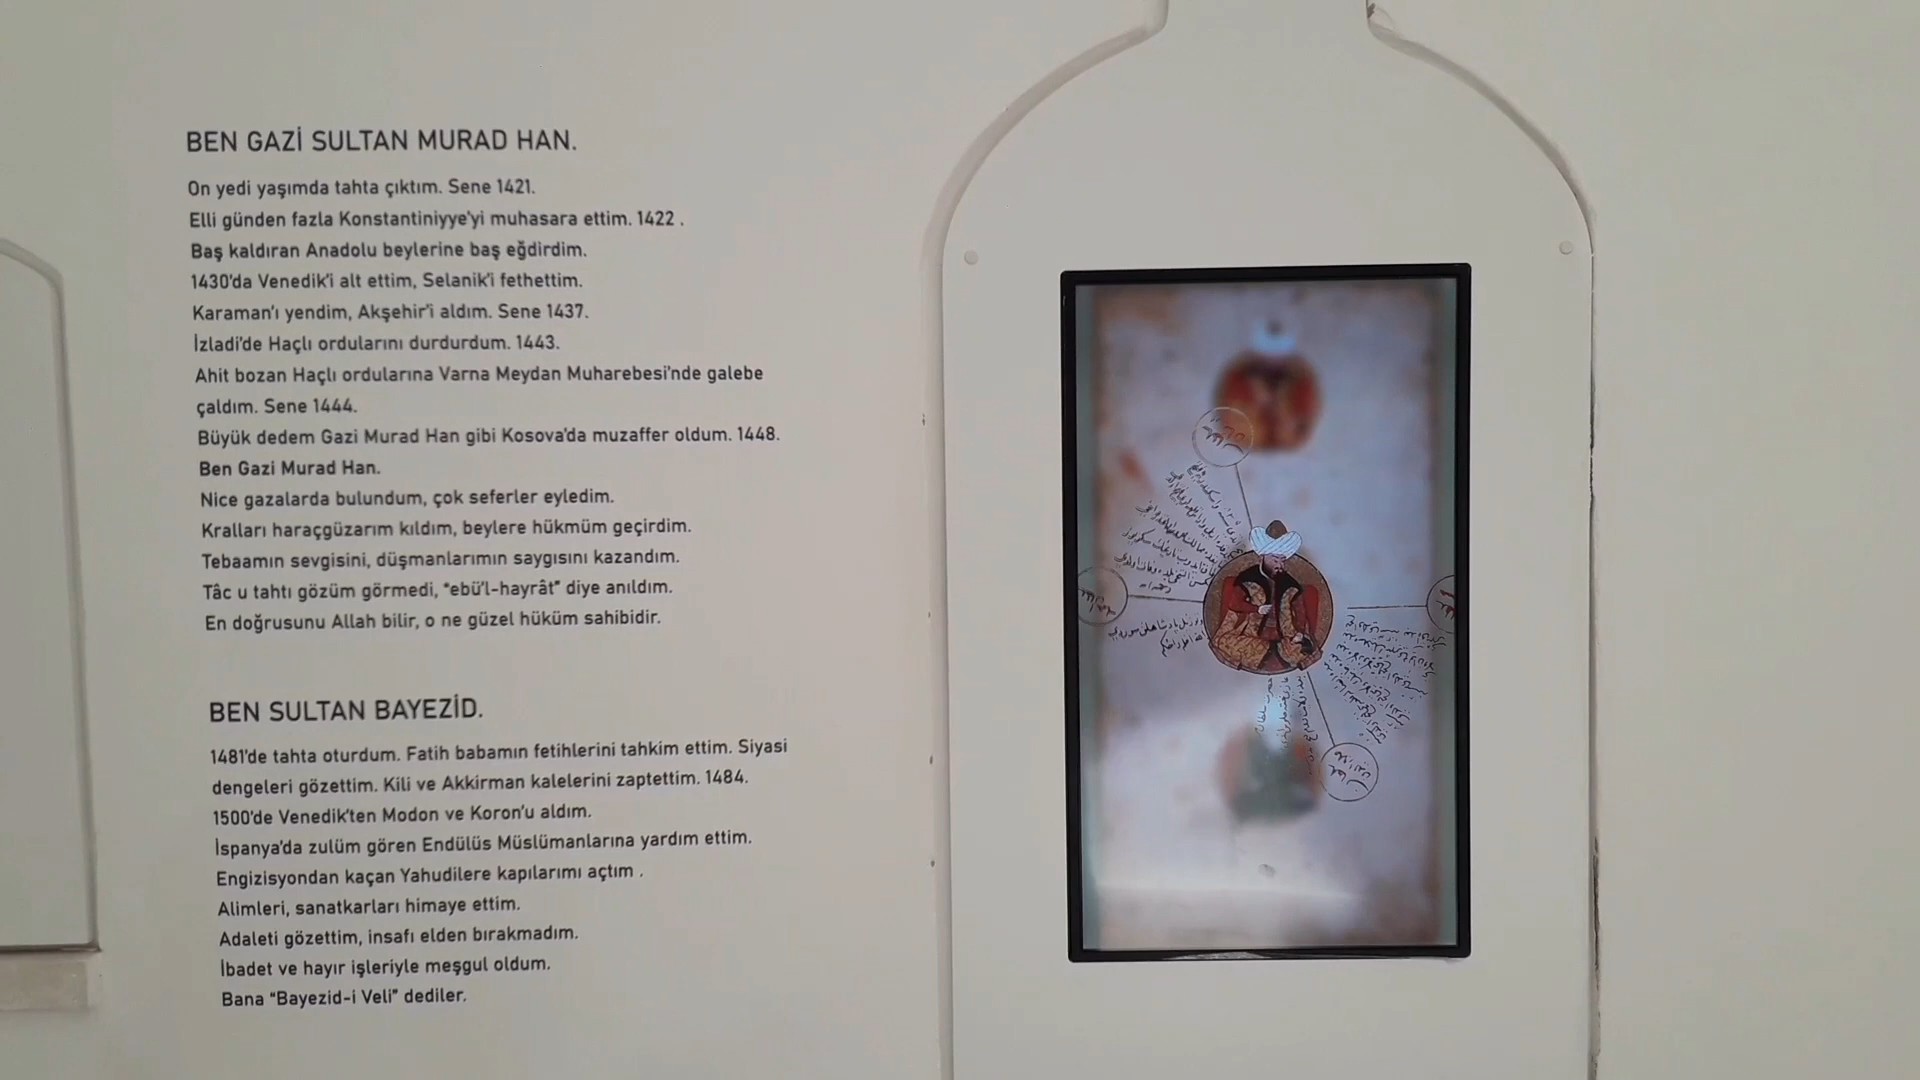 BEN GAZİ SULTAN MURAD HAN.
On yedi yaşımda tahta çıktım. Sene 1421.
Elli günden fazla Konstantiniyye'yi muhasara ettim. 1422 .
Baş kaldıran Anadolu beylerine baş eğdirdim.
1430'da Venedik'i alt ettim, Selanik'i fethettim.
Karaman'ı yendim, Akşehir'i aldım. Sene 1437.
İzladi'de Haçlı ordularını durdurdum. 1443.
Ahit bozan Haçlı ordularına Varna Meydan Muharebesi'nde galebe
çaldım. Sene 1444.
Büyük dedem Gazi Murad Han gibi Kosova'da muzaffer oldum. 1448.
Ben Gazi Murad Han.
Nice gazalarda bulundum, çok seferler eyledim.
Kralları haraçgüzarım kıldım, beylere hükmüm geçirdim.
Tebaamın sevgisini, düşmanlarımın saygısını kazandım.
Tâc u tahtı gözüm görmedi, "ebü'l-hayrât" diye anıldım.
En doğrusunu Allah bilir, o ne güzel hüküm sahibidir.
BEN SULTAN BAYEZİD.
1481'de tahta oturdum. Fatih babamın fetihlerini tahkim ettim. Siyasi
dengeleri gözettim. Kili ve Akkirman kalelerini zaptettim. 1484.
1500'de Venedik'ten Modon ve Koron'u aldım.
İspanya'da zulüm gören Endülüs Müslümanlarına yardım ettim.
Engizisyondan kaçan Yahudilere kapılarımı açtım .
Alimleri, sanatkarları himaye ettim.
Adaleti gözettim, insafı elden bırakmadım.
İbadet ve hayır işleriyle meşgul oldum.
Bana "Bayezid-i Veli" dediler.